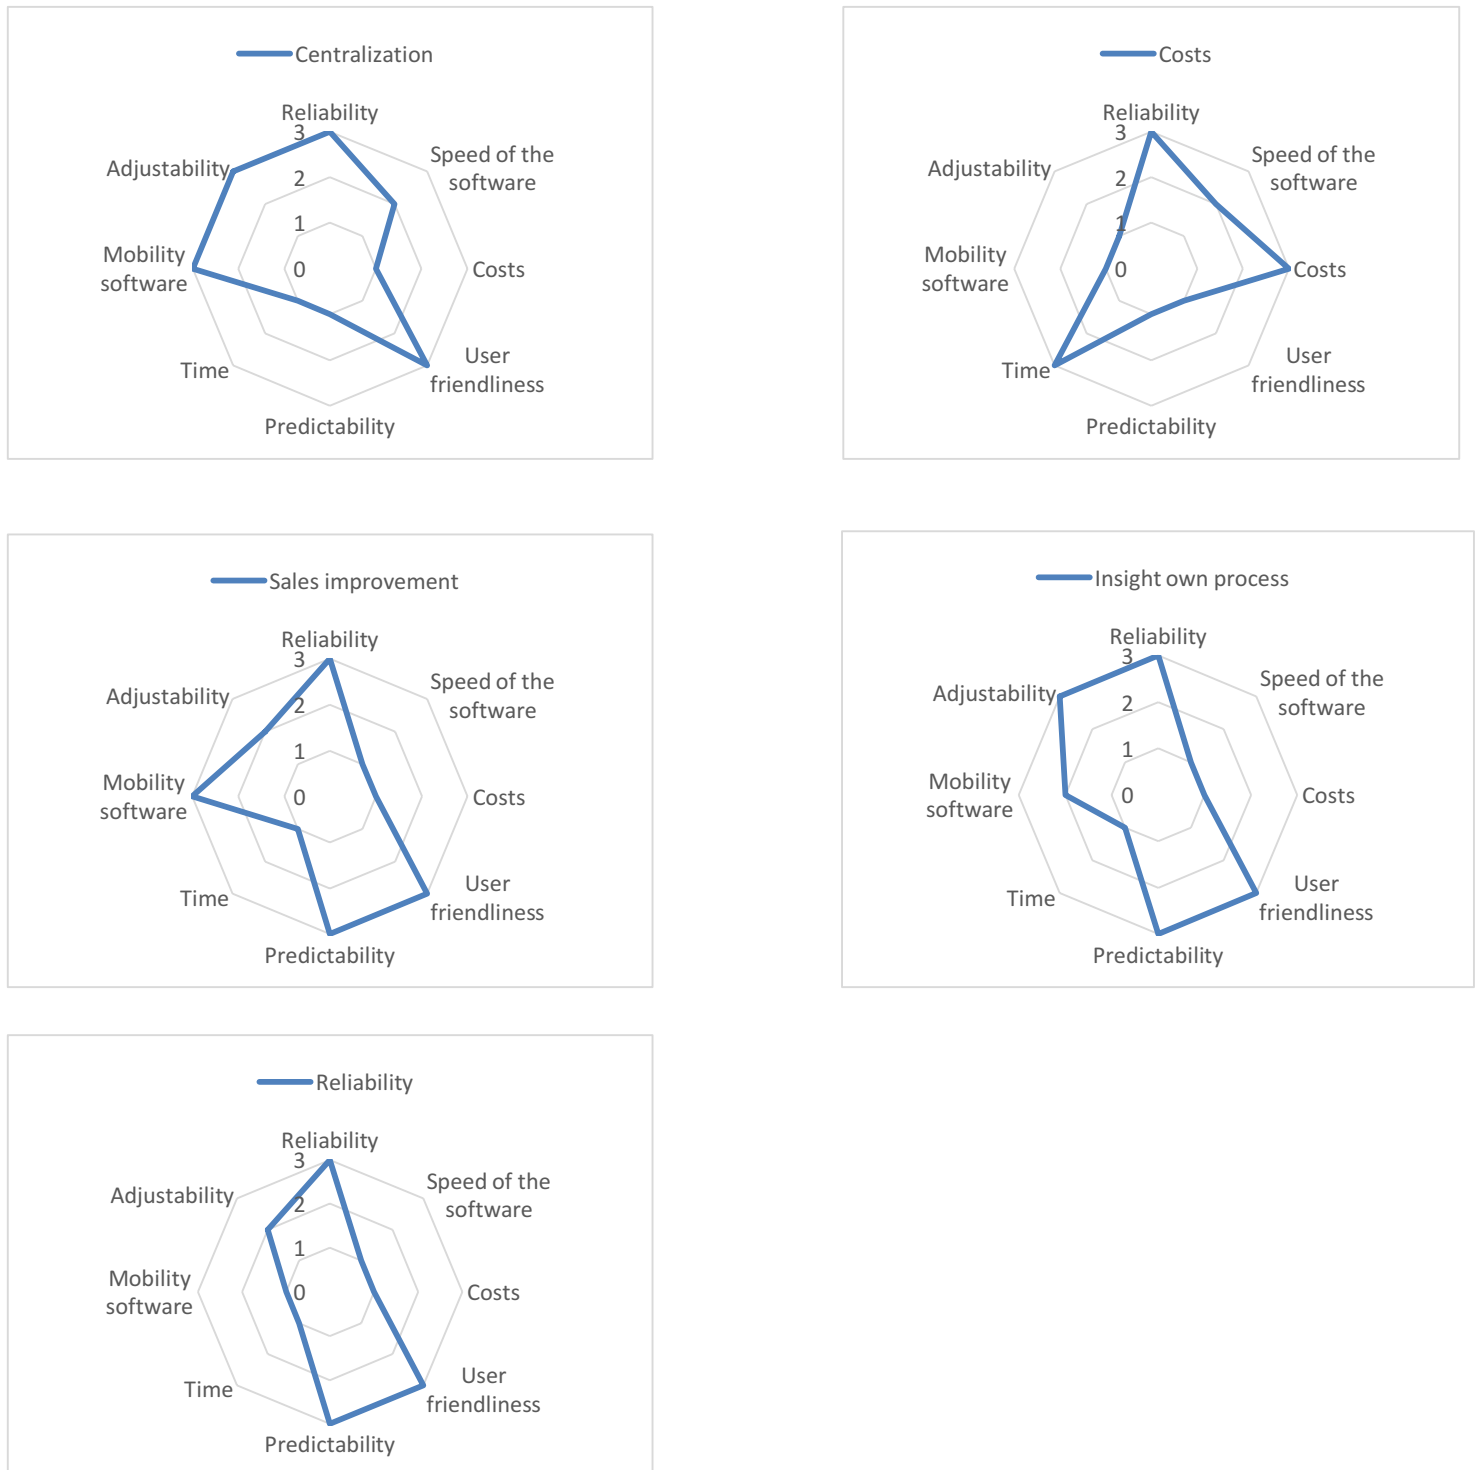 Centralization
Reliability
3
Adjustability
Speed of the
software
2
1
Mobility
software
0
Costs
Time
User
friendliness
Predictability
Costs
Reliability
3
Adjustability
Speed of the
software
2
1
Mobility
software
0
Costs
Time
User
friendliness
Predictability
Sales improvement
Reliability
3
Adjustability
Speed of the
software
2
1
Mobility
software
0
Costs
Time
User
friendliness
Predictability
Insight own process
Reliability
3
Adjustability
Speed of the
software
2
1
Mobility
software
0
Costs
Time
User
friendliness
Predictability
Reliability
Reliability
3
Adjustability
Speed of the
software
2
1
Mobility
software
0
Costs
Time
User
friendliness
Predictability